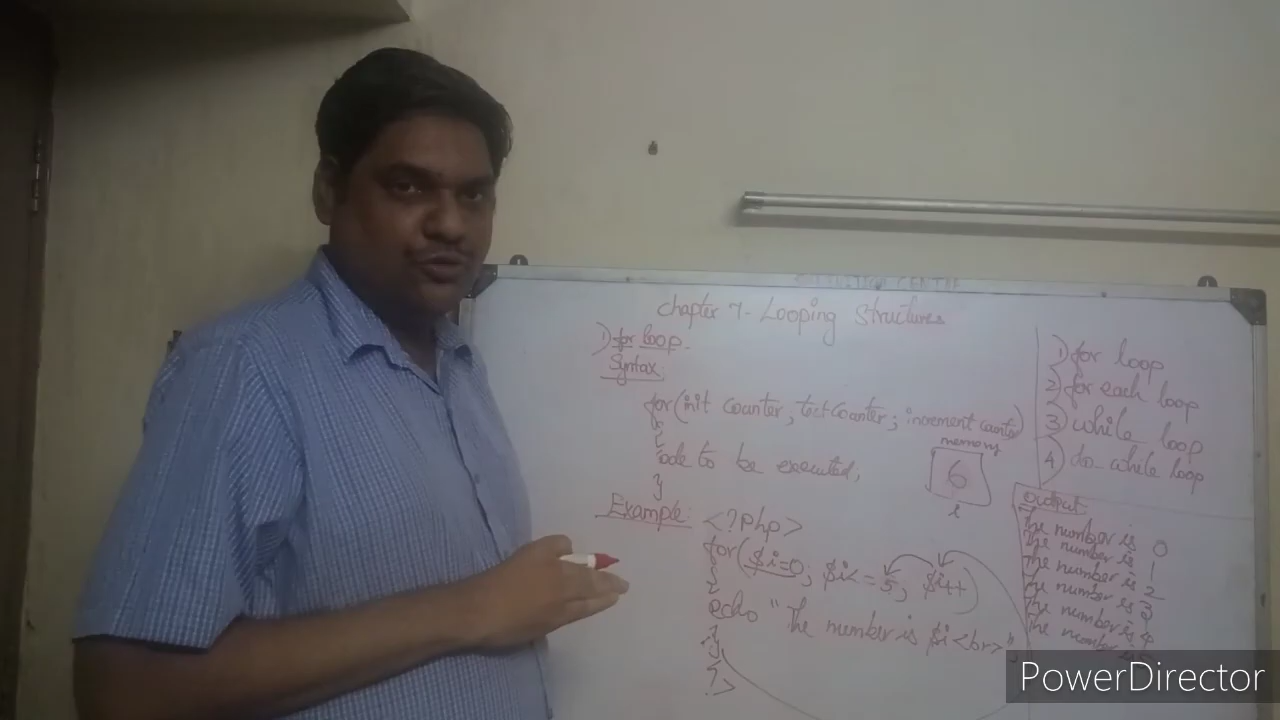 Chapter 7 - Looping Structures
1) for loop
Syntax:
for(init counter; test counter; increment counter)
{
code to be executed;
}
memory
6
i
Example:
<?php>
for($i=0; $i<=5; $i++)
{
echo "The number is $i<br>";
}
?>
1) for loop
2) for each loop
3) while loop
4) do-while loop
Output
The number is 0
The number is 1
The number is 2
The number is 3
The number is 4
The number is
PowerDirector